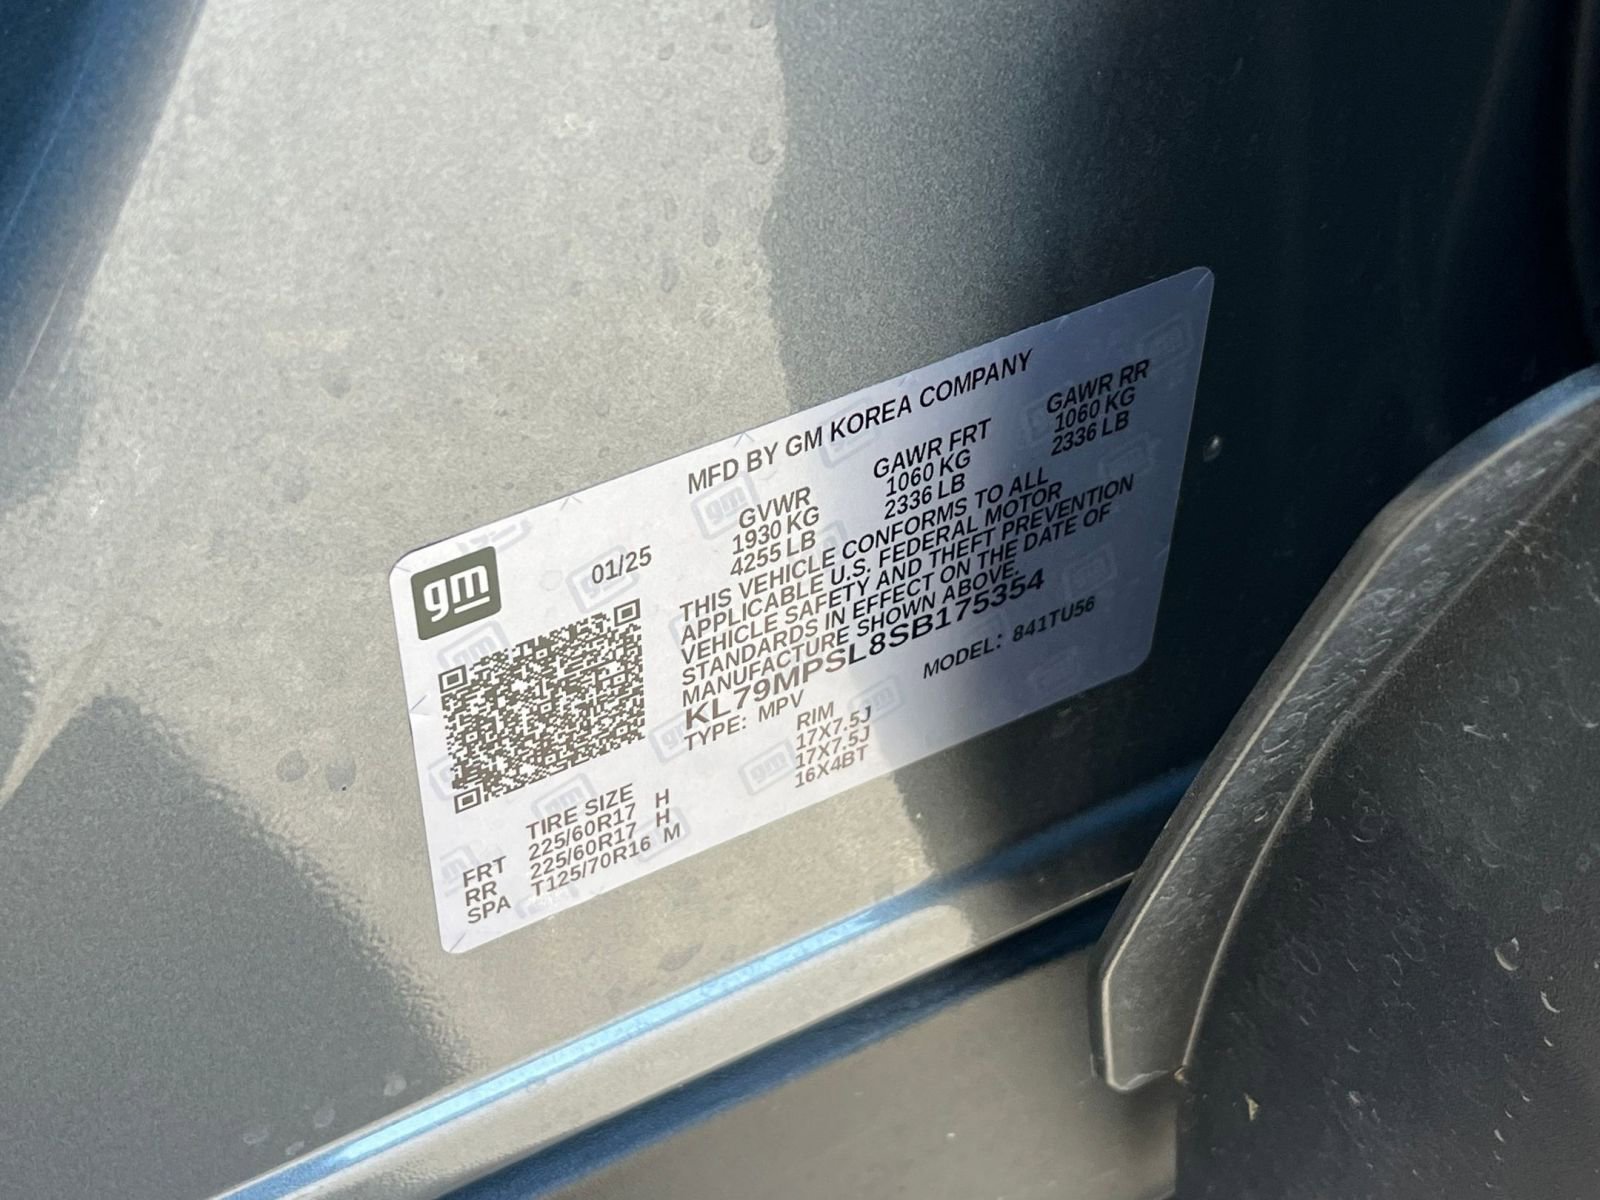 MFD BY GM KOREA COMPANY
gm
01/25
GVWR GAWR FRT GAWR RR
1930 KG 1060 KG 1060 KG
4255 LB 2336 LB 2336 LB
THIS VEHICLE CONFORMS TO ALL
APPLICABLE U.S. FEDERAL MOTOR
VEHICLE SAFETY AND THEFT PREVENTION
STANDARDS IN EFFECT ON THE DATE OF
MANUFACTURE SHOWN ABOVE.
KL79MPSL8SB175354
TYPE: MPV MODEL: 841TU56
TIRE SIZE RIM
FRT 225/60R17 H 17X7.5J
RR 225/60R17 H 17X7.5J
SPA T125/70R16 M 16X4BT